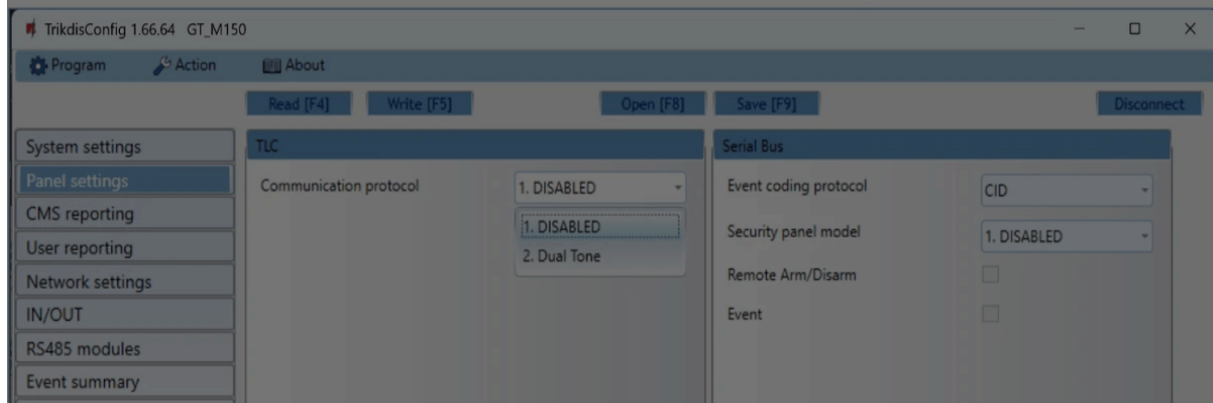 TrikdisConfig 1.66.64 GT_M150
Program Action About
Read [F4] Write [F5] Open [F8] Save [F9] Disconnect
System settings
Panel settings
CMS reporting
User reporting
Network settings
IN/OUT
RS485 modules
Event summary
TLC
Communication protocol 1. DISABLED
1. DISABLED
2. Dual Tone
Serial Bus
Event coding protocol CID
Security panel model 1. DISABLED
Remote Arm/Disarm
Event